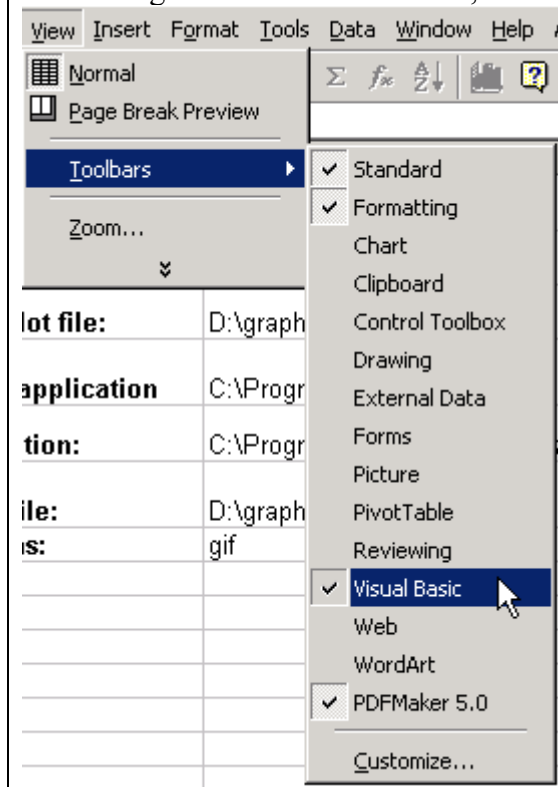 View Insert Format Tools Data Window Help
Normal
Page Break Preview
Toolbars
Zoom...
Standard
Formatting
Chart
Clipboard
Control Toolbox
Drawing
External Data
Forms
Picture
PivotTable
Reviewing
Visual Basic
Web
WordArt
PDFMaker 5.0
Customize...
lot file: D:\graph
application C:\Progr
tion: C:\Progr
ile: D:\graph
s: gif